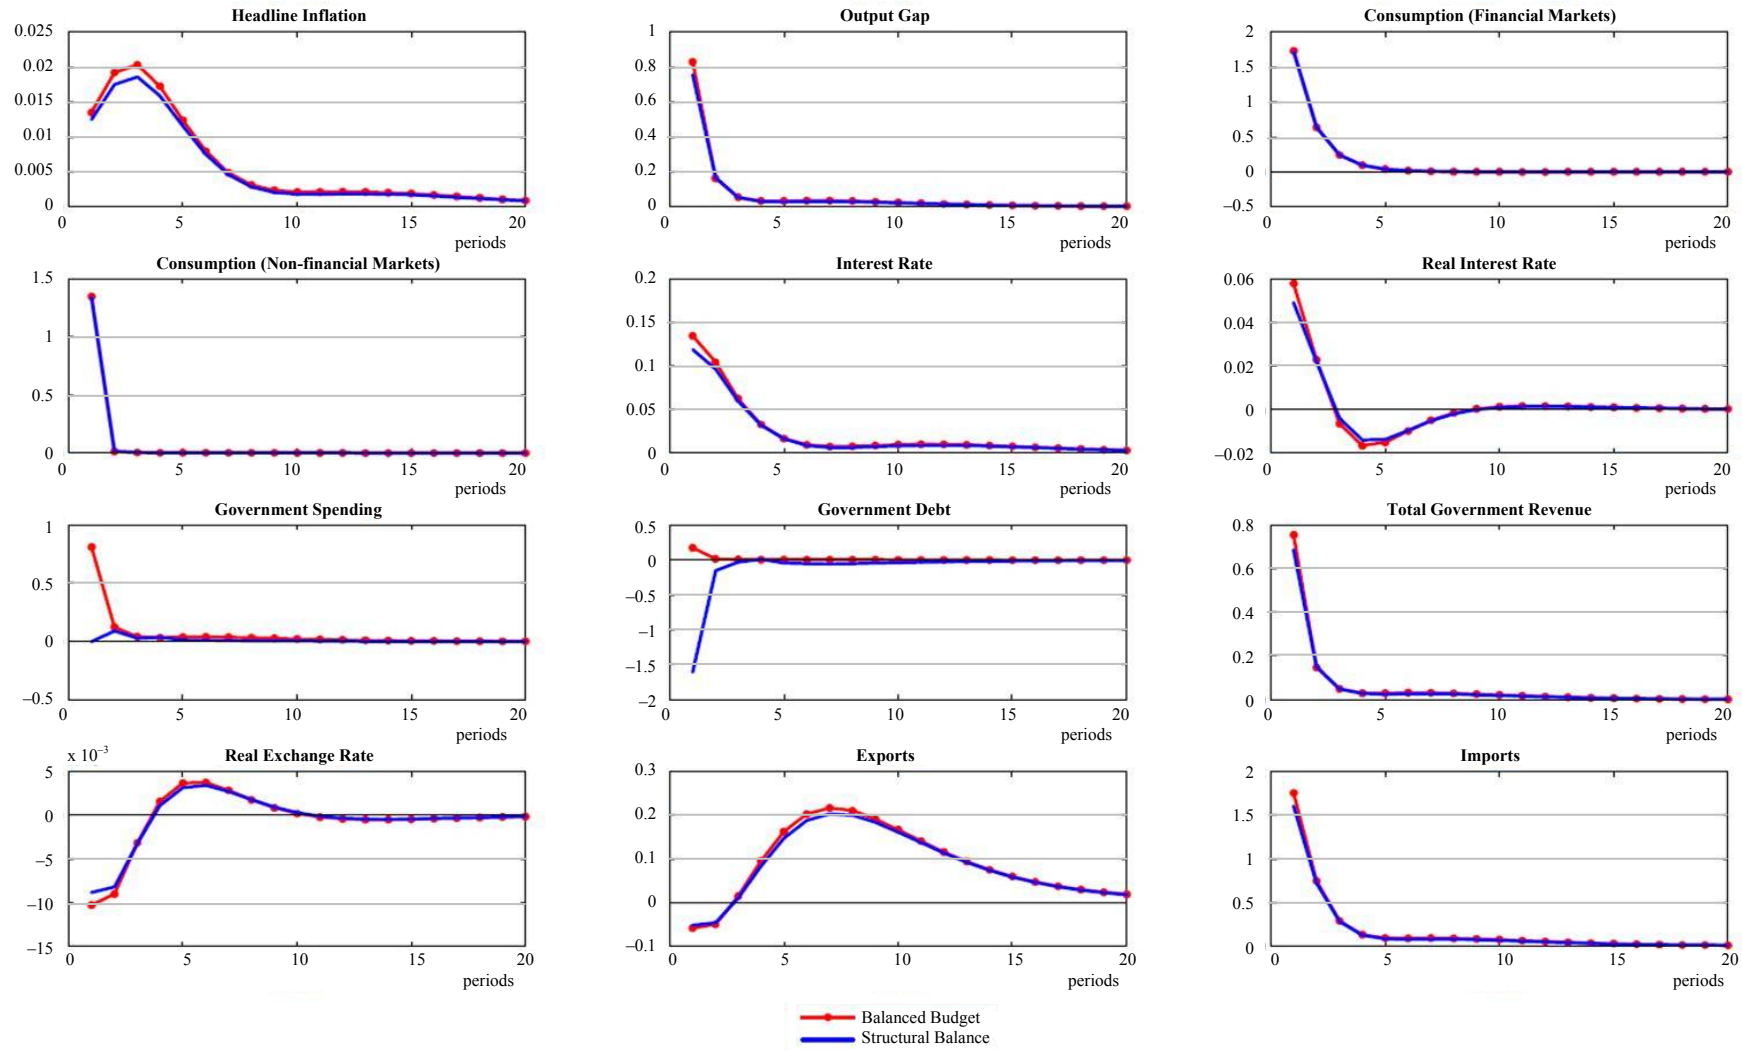 Headline Inflation
0.025
0.02
0.015
0.01
0.005
0
0 5 10 15 20
periods
Output Gap
1
0.8
0.6
0.4
0.2
0
0 5 10 15 20
periods
Consumption (Financial Markets)
2
1.5
1
0.5
0
–0.5
0 5 10 15 20
periods
Consumption (Non-financial Markets)
1.5
1
0.5
0
0 5 10 15 20
periods
Interest Rate
0.2
0.15
0.1
0.05
0
0 5 10 15 20
periods
Real Interest Rate
0.06
0.04
0.02
0
–0.02
0 5 10 15 20
periods
Government Spending
1
0.5
0
–0.5
0 5 10 15 20
periods
Government Debt
0.5
0
–0.5
–1
–1.5
–2
0 5 10 15 20
periods
Total Government Revenue
0.8
0.6
0.4
0.2
0
0 5 10 15 20
periods
x 10⁻³
Real Exchange Rate
5
0
–5
–10
–15
0 5 10 15 20
periods
Exports
0.3
0.2
0.1
0
–0.1
0 5 10 15 20
periods
Imports
2
1.5
1
0.5
0
0 5 10 15 20
periods
Balanced Budget
Structural Balance